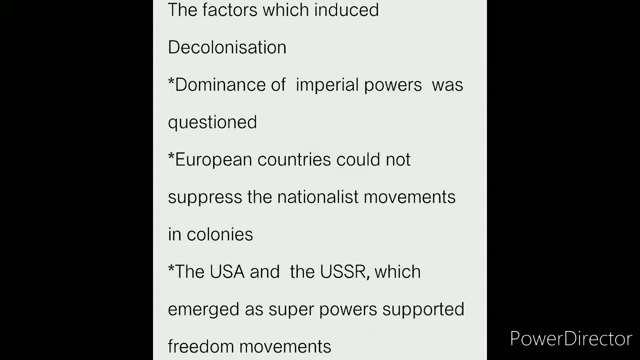 The factors which induced
Decolonisation
*Dominance of  imperial powers  was
questioned
*European countries could not
suppress the nationalist movements
in colonies
*The USA and  the USSR, which
emerged as super powers supported
freedom movements
PowerDirector